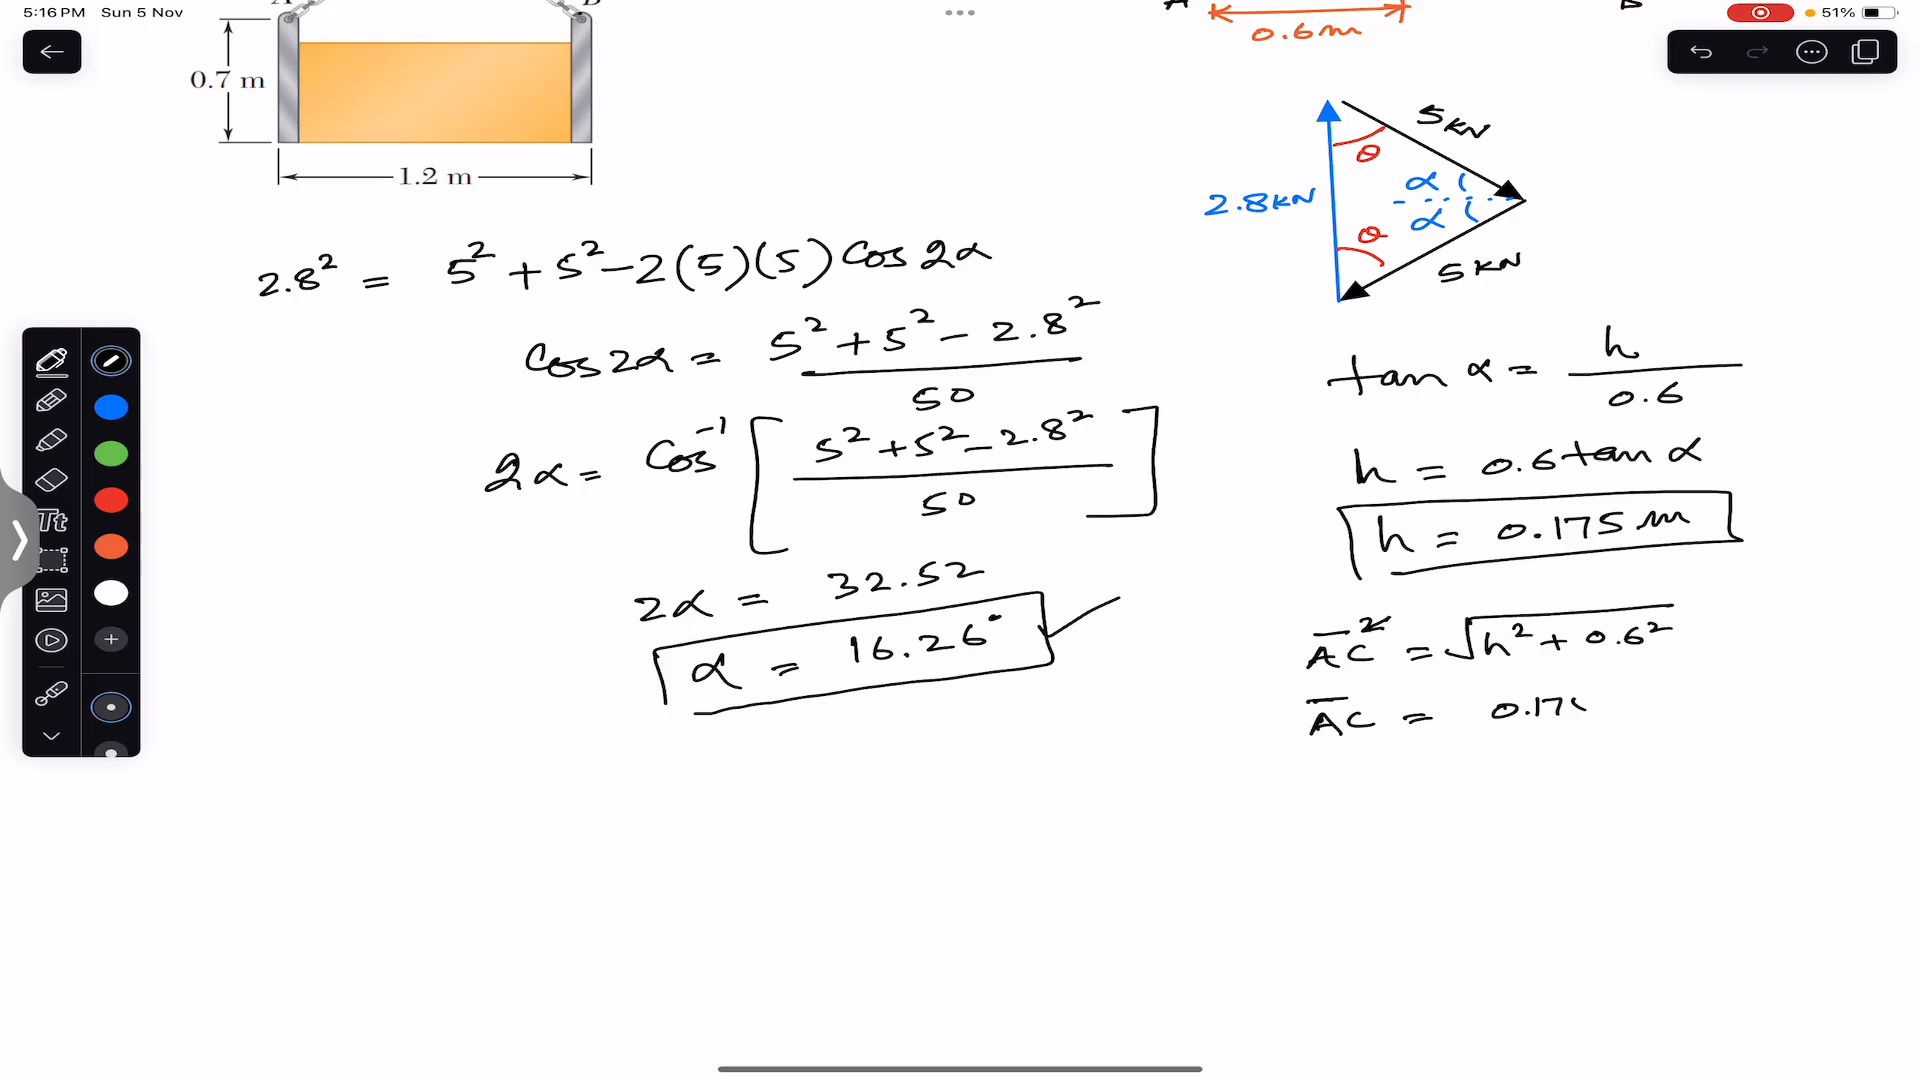 5:16 PM Sun 5 Nov
51%
0.6m
0.7 m
1.2 m
5kN
θ
α
2.8kN
α
θ
5kN
2.8² = 5² + 5² - 2(5)(5) Cos 2α
Cos 2α = 5² + 5² - 2.8² / 50
2α = Cos⁻¹ [ 5² + 5² - 2.8² / 50 ]
2α = 32.52
α = 16.26°
tan α = h / 0.6
h = 0.6 tan α
h = 0.175 m
AC² = √h² + 0.6²
AC = 0.17
Tt